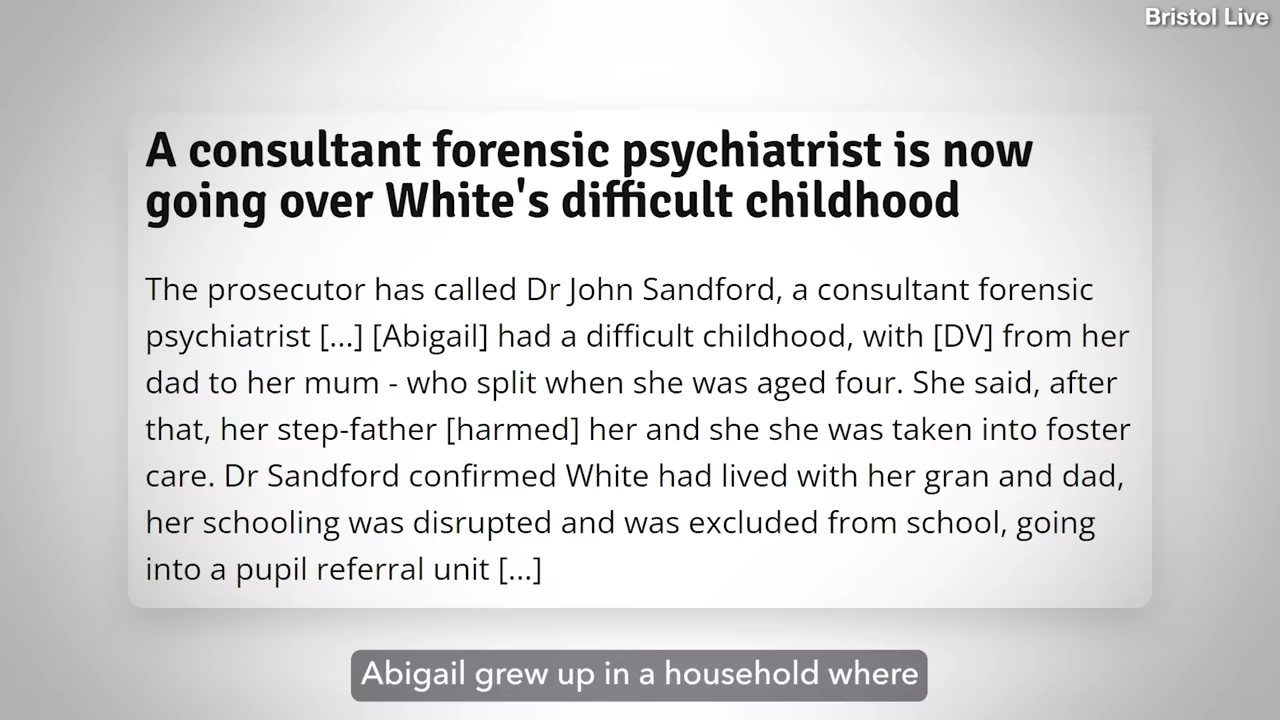 Bristol Live
A consultant forensic psychiatrist is now
going over White's difficult childhood
The prosecutor has called Dr John Sandford, a consultant forensic
psychiatrist [...] [Abigail] had a difficult childhood, with [DV] from her
dad to her mum - who split when she was aged four. She said, after
that, her step-father [harmed] her and she she was taken into foster
care. Dr Sandford confirmed White had lived with her gran and dad,
her schooling was disrupted and was excluded from school, going
into a pupil referral unit [...]
Abigail grew up in a household where